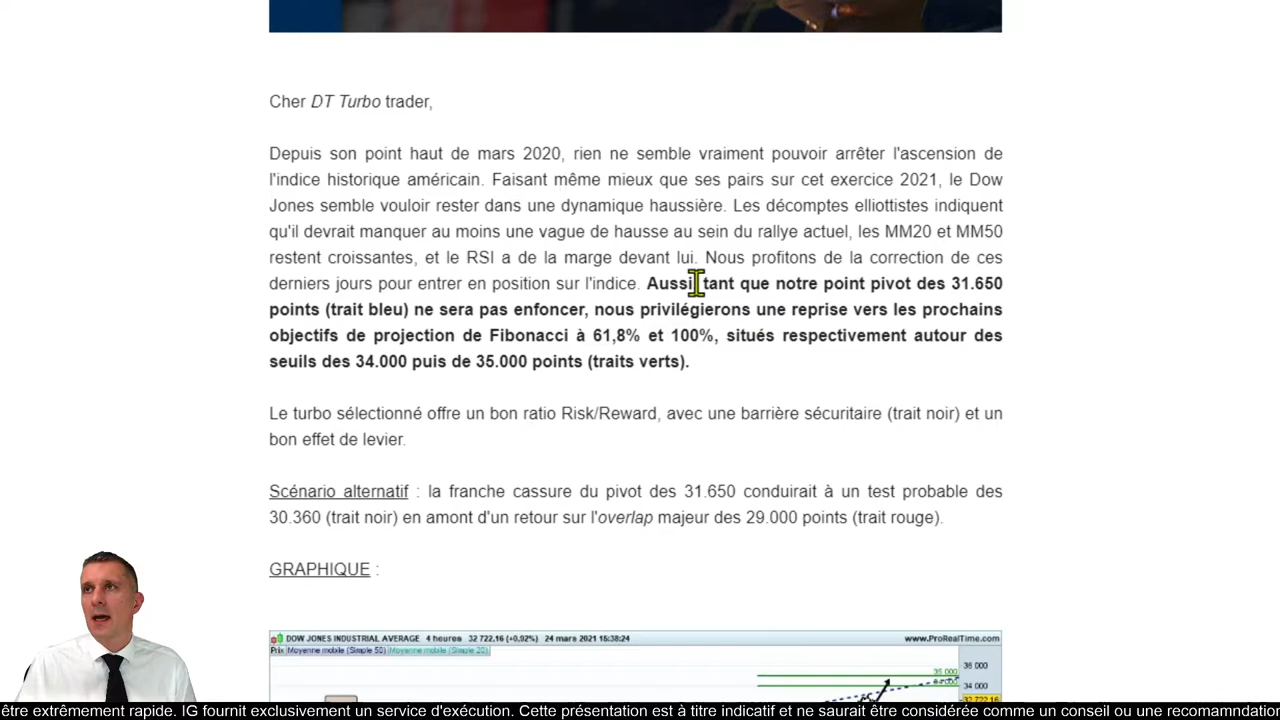 Cher DT Turbo trader,
Depuis son point haut de mars 2020, rien ne semble vraiment pouvoir arrêter l'ascension de
l'indice historique américain. Faisant même mieux que ses pairs sur cet exercice 2021, le Dow
Jones semble vouloir rester dans une dynamique haussière. Les décomptes elliottistes indiquent
qu'il devrait manquer au moins une vague de hausse au sein du rallye actuel, les MM20 et MM50
restent croissantes, et le RSI a de la marge devant lui. Nous profitons de la correction de ces
derniers jours pour entrer en position sur l'indice. Aussi tant que notre point pivot des 31.650
points (trait bleu) ne sera pas enfoncer, nous privilégierons une reprise vers les prochains
objectifs de projection de Fibonacci à 61,8% et 100%, situés respectivement autour des
seuils des 34.000 puis de 35.000 points (traits verts).
Le turbo sélectionné offre un bon ratio Risk/Reward, avec une barrière sécuritaire (trait noir) et un
bon effet de levier.
Scénario alternatif : la franche cassure du pivot des 31.650 conduirait à un test probable des
30.360 (trait noir) en amont d'un retour sur l'overlap majeur des 29.000 points (trait rouge).
GRAPHIQUE :
DOW JONES INDUSTRIAL AVERAGE 4 heures 32 722,16 (+0,92%) 24 mars 2021 15:38:24 www.ProRealTime.com
Prix Moyenne mobile (Simple 50) Moyenne mobile (Simple 20)
36 000
35 000
34 000
32 722,16
être extrêmement rapide. IG fournit exclusivement un service d'exécution. Cette présentation est à titre indicatif et ne saurait être considérée comme un conseil ou une recomamndation